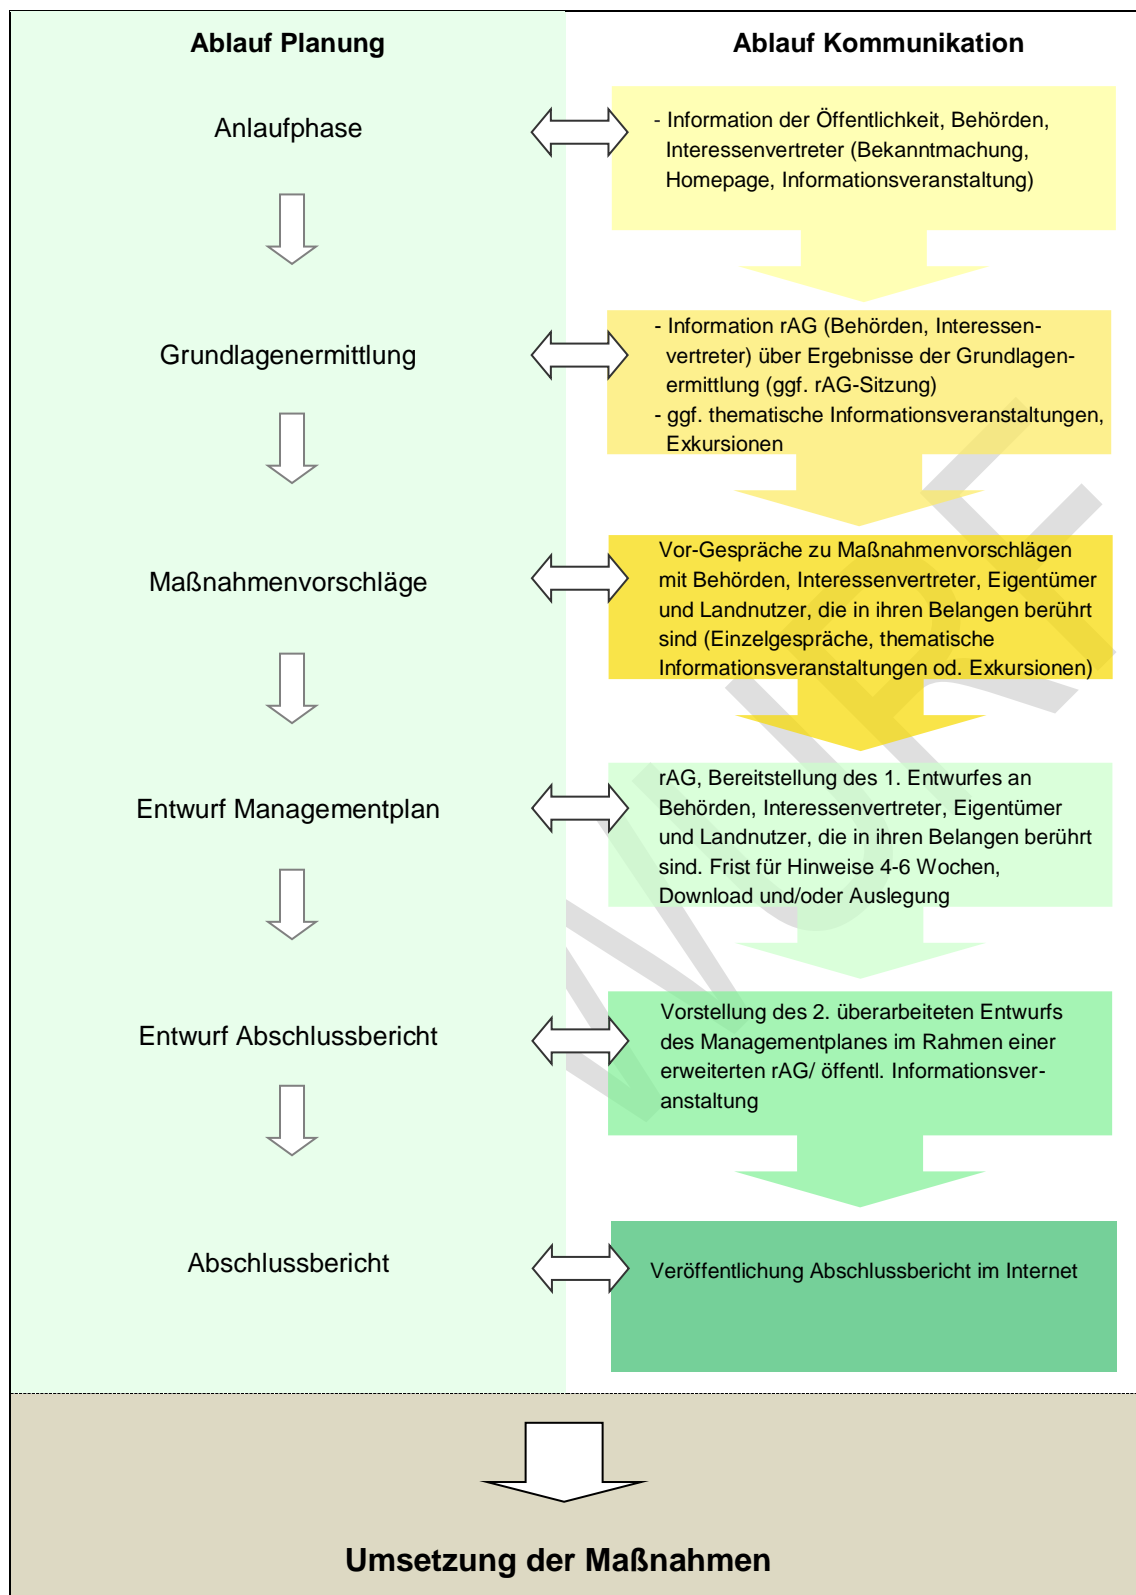 Ablauf Planung
Ablauf Kommunikation
Anlaufphase
- Information der Öffentlichkeit, Behörden,
Interessenvertreter (Bekanntmachung,
Homepage, Informationsveranstaltung)
Grundlagenermittlung
- Information rAG (Behörden, Interessen-
vertreter) über Ergebnisse der Grundlagen-
ermittlung (ggf. rAG-Sitzung)
- ggf. thematische Informationsveranstaltungen,
Exkursionen
Maßnahmenvorschläge
Vor-Gespräche zu Maßnahmenvorschlägen
mit Behörden, Interessenvertreter, Eigentümer
und Landnutzer, die in ihren Belangen berührt
sind (Einzelgespräche, thematische
Informationsveranstaltungen od. Exkursionen)
Entwurf Managementplan
rAG, Bereitstellung des 1. Entwurfes an
Behörden, Interessenvertreter, Eigentümer
und Landnutzer, die in ihren Belangen berührt
sind. Frist für Hinweise 4-6 Wochen,
Download und/oder Auslegung
Entwurf Abschlussbericht
Vorstellung des 2. überarbeiteten Entwurfs
des Managementplanes im Rahmen einer
erweiterten rAG/ öffentl. Informationsver-
anstaltung
Abschlussbericht
Veröffentlichung Abschlussbericht im Internet
Umsetzung der Maßnahmen
WURF